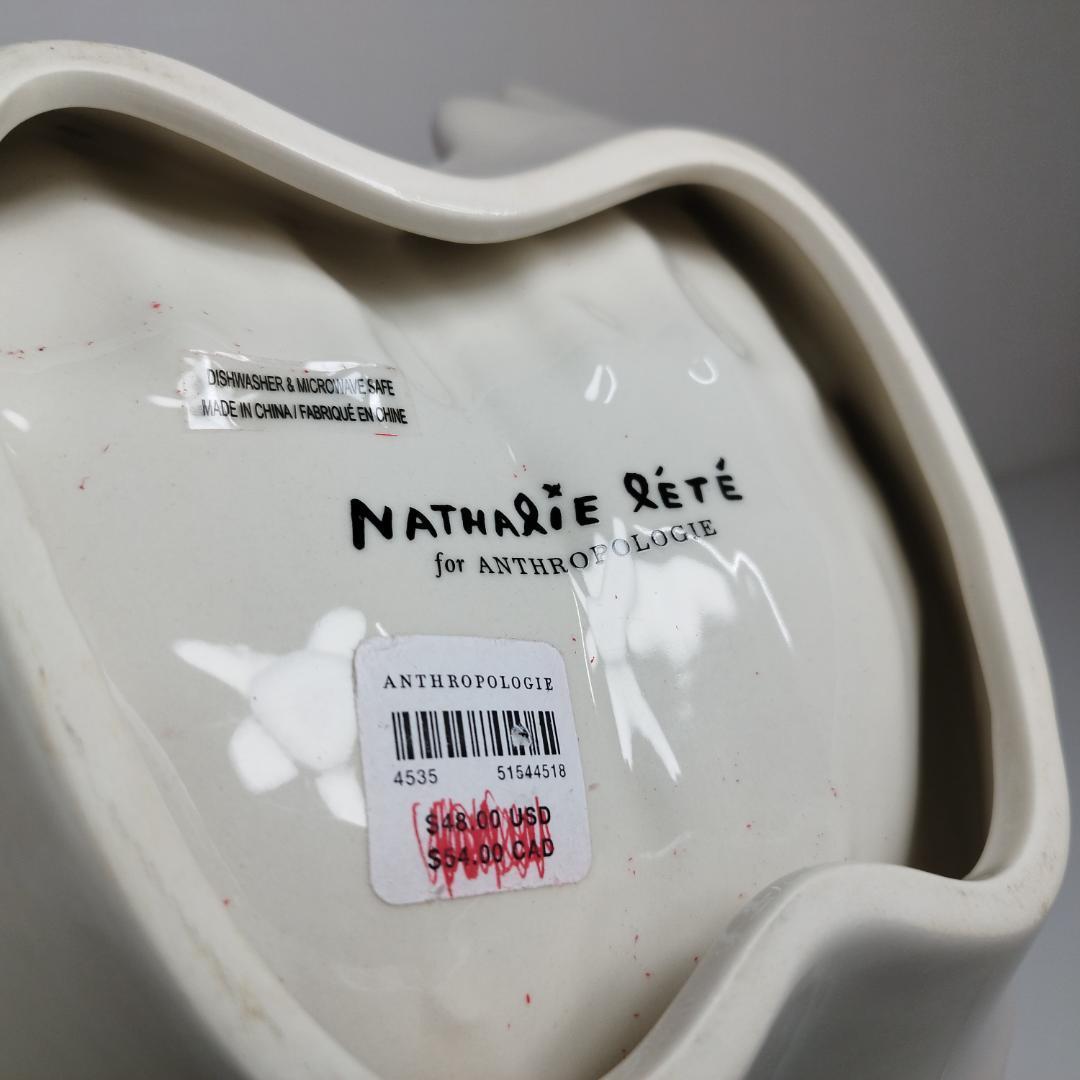 DISHWASHER & MICROWAVE SAFE
MADE IN CHINA / FABRIQUÉ EN CHINE
NATHALIE LÉTÉ
for ANTHROPOLOGIE
ANTHROPOLOGIE
4535 51544518
$48.00 USD
$54.00 CAD